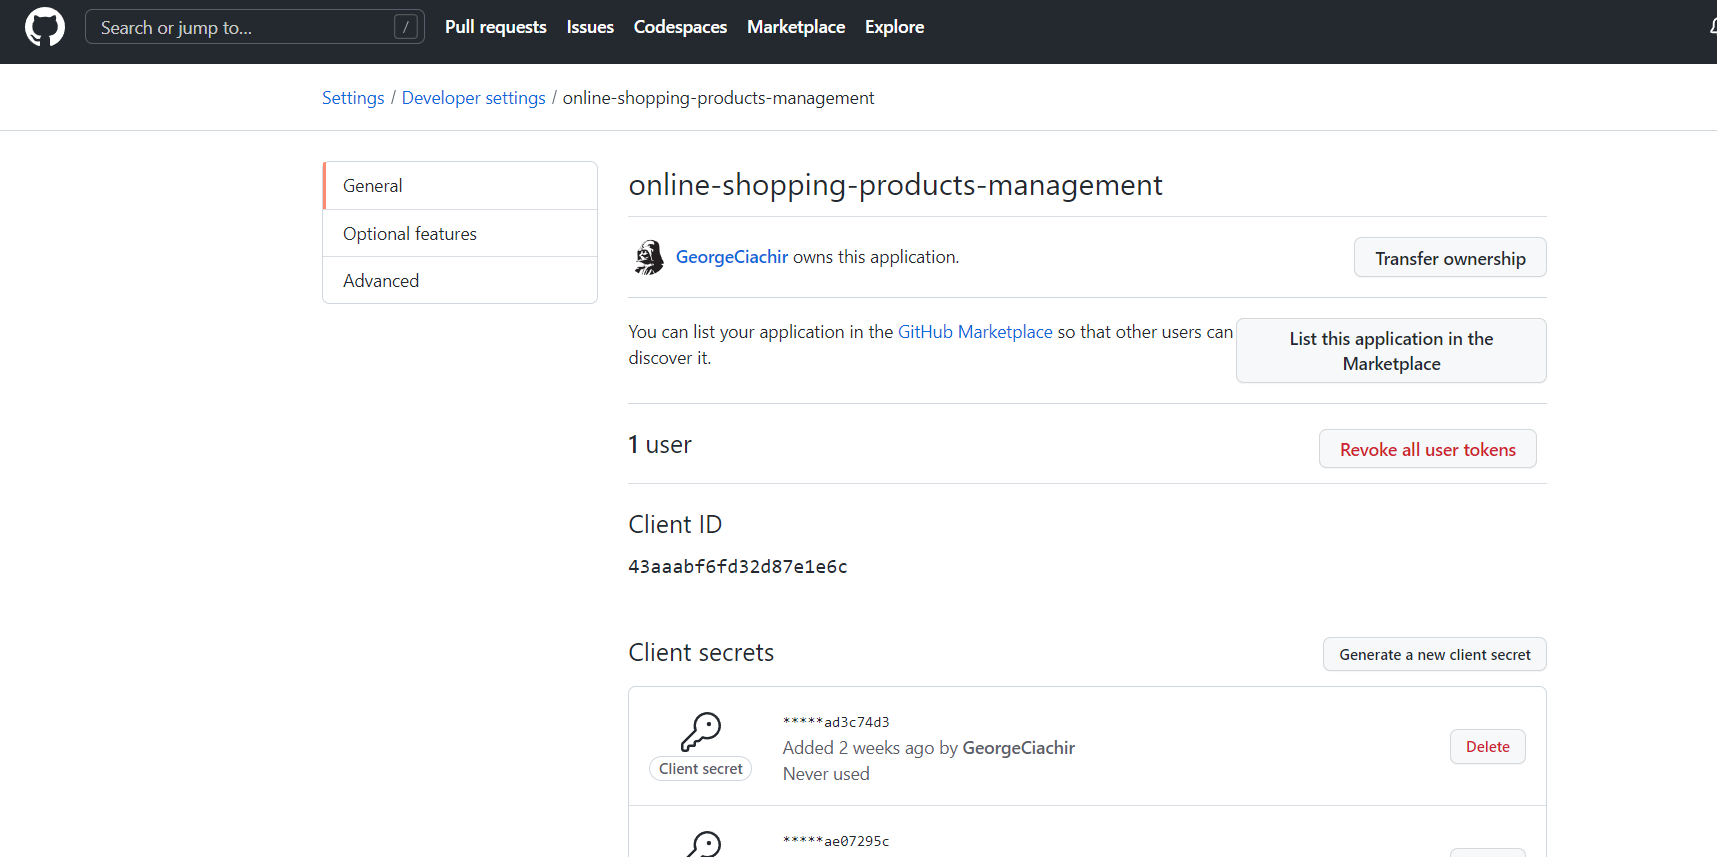 Search or jump to... /
Pull requests Issues Codespaces Marketplace Explore
Settings / Developer settings / online-shopping-products-management
General
Optional features
Advanced
online-shopping-products-management
GeorgeCiachir owns this application.
Transfer ownership
You can list your application in the GitHub Marketplace so that other users can
discover it.
List this application in the
Marketplace
1 user
Revoke all user tokens
Client ID
43aaabf6fd32d87e1e6c
Client secrets
Generate a new client secret
*****ad3c74d3
Added 2 weeks ago by GeorgeCiachir
Never used
Client secret
Delete
*****ae07295c